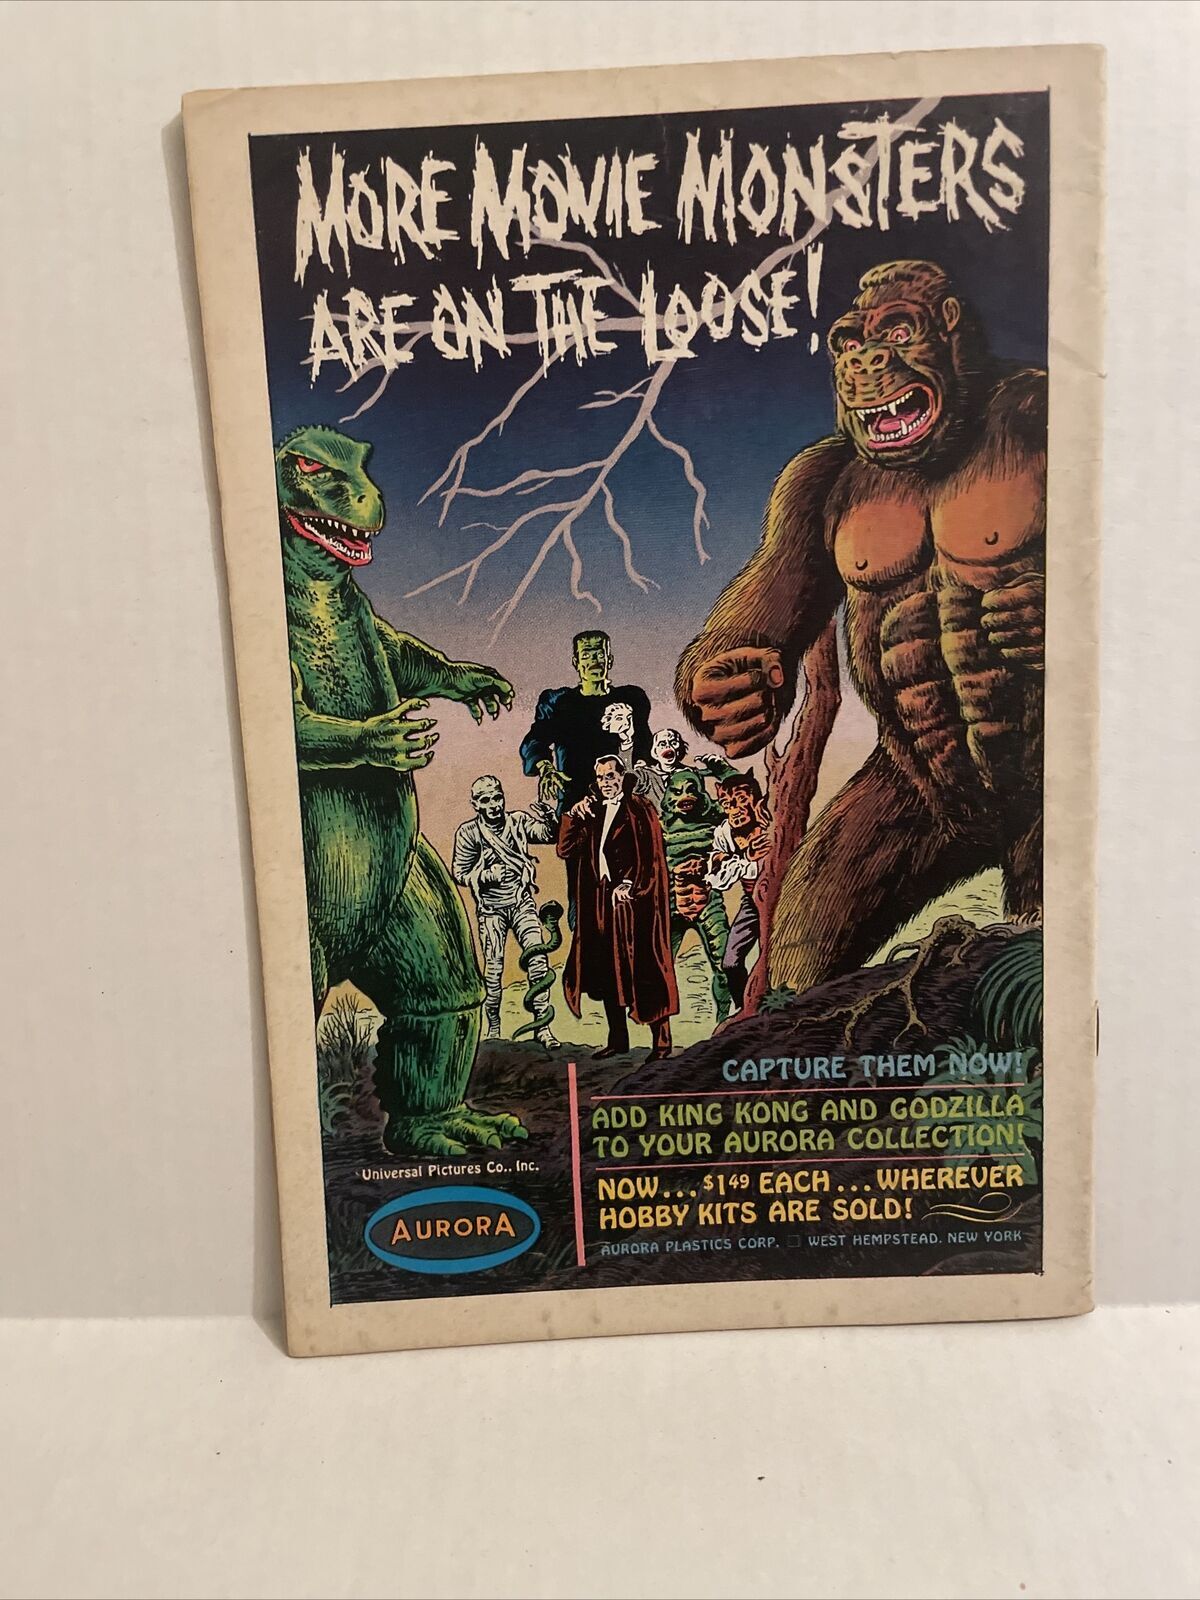 MORE MOVIE MONSTERS
ARE ON THE LOOSE!
CAPTURE THEM NOW!
ADD KING KONG AND GODZILLA
TO YOUR AURORA COLLECTION!
NOW... $1.49 EACH... WHEREVER
HOBBY KITS ARE SOLD!
AURORA PLASTICS CORP. □ WEST HEMPSTEAD, NEW YORK
Universal Pictures Co., Inc.
AURORA